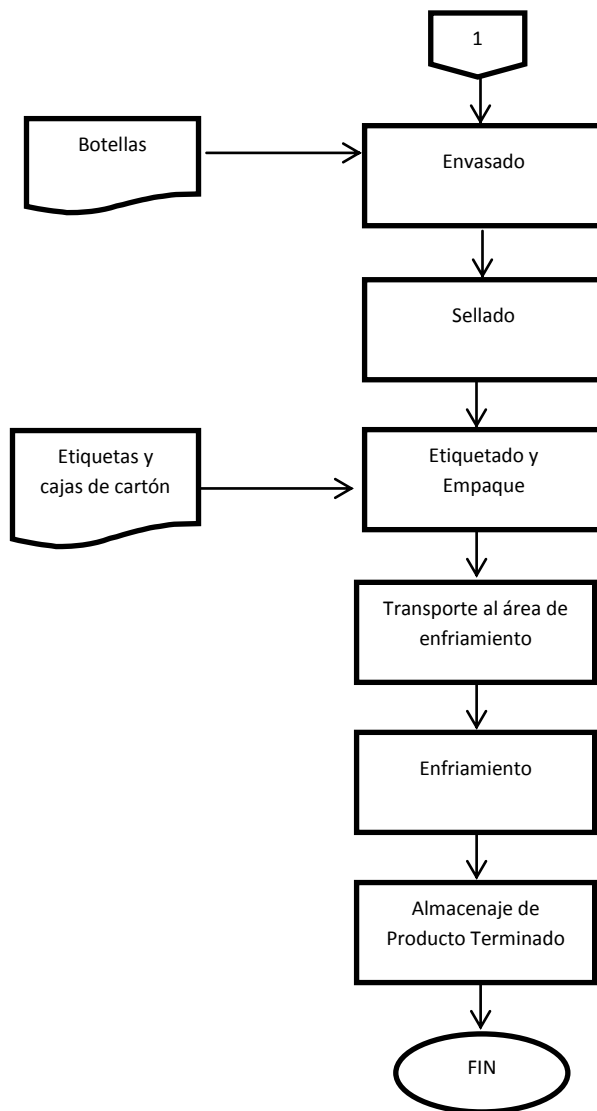 1
Botellas
Envasado
Sellado
Etiquetas y
cajas de cartón
Etiquetado y
Empaque
Transporte al área de
enfriamiento
Enfriamiento
Almacenaje de
Producto Terminado
FIN